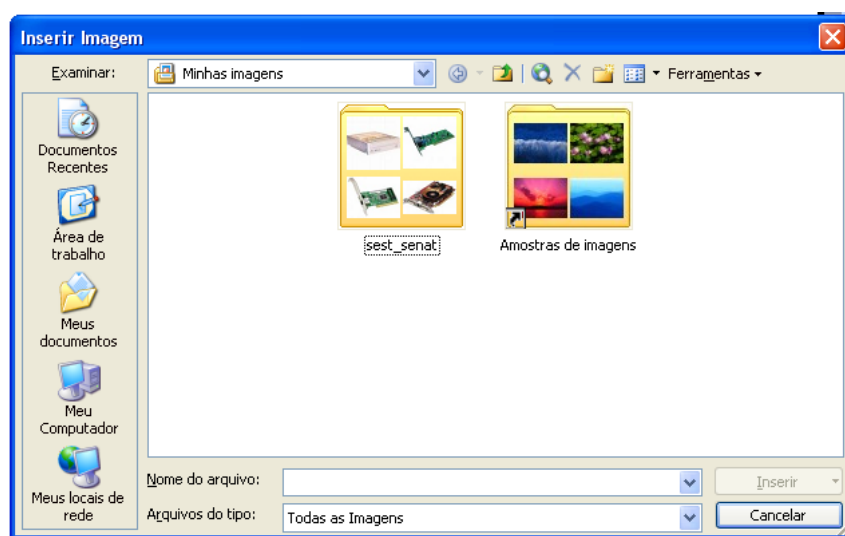 Inserir Imagem
Examinar:
Minhas imagens
Ferramentas
Documentos
Recentes
Área de
trabalho
Meus
documentos
Meu
Computador
Meus locais de
rede
sest_senat
Amostras de imagens
Nome do arquivo:
Inserir
Arquivos do tipo:
Todas as Imagens
Cancelar